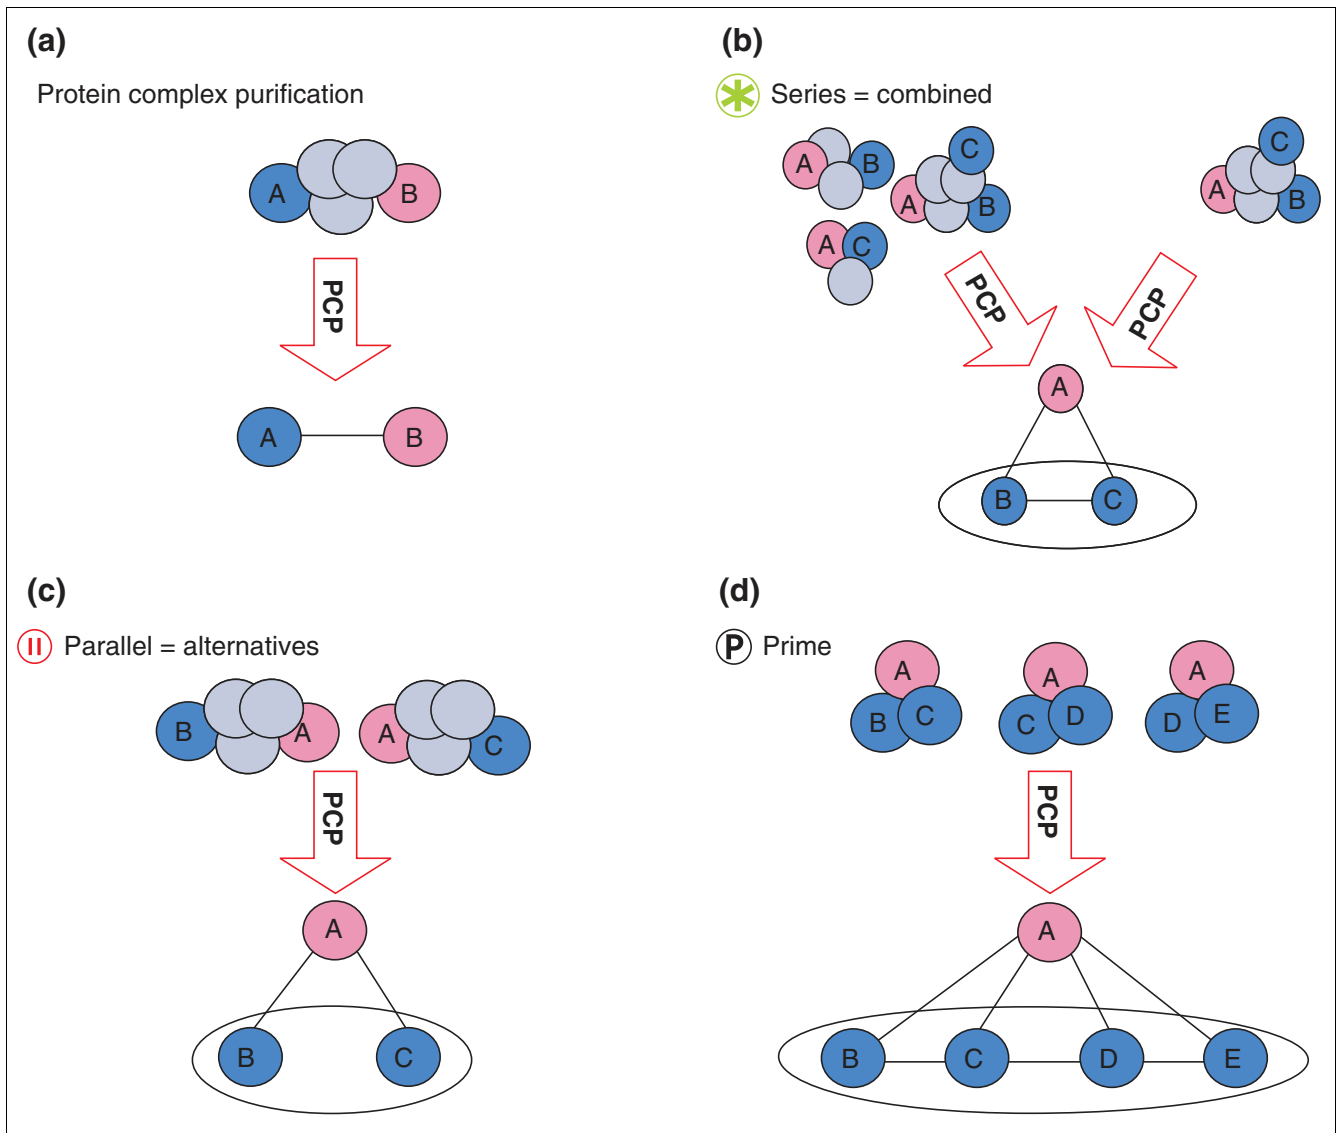 (a)
Protein complex purification
A
B
PCP
A
B
(b)
Series = combined
A
B
C
A
B
A
C
C
A
B
PCP
PCP
A
B
C
(c)
Parallel = alternatives
B
A
A
C
PCP
A
B
C
(d)
P Prime
A
B
C
A
C
D
A
D
E
PCP
A
B
C
D
E